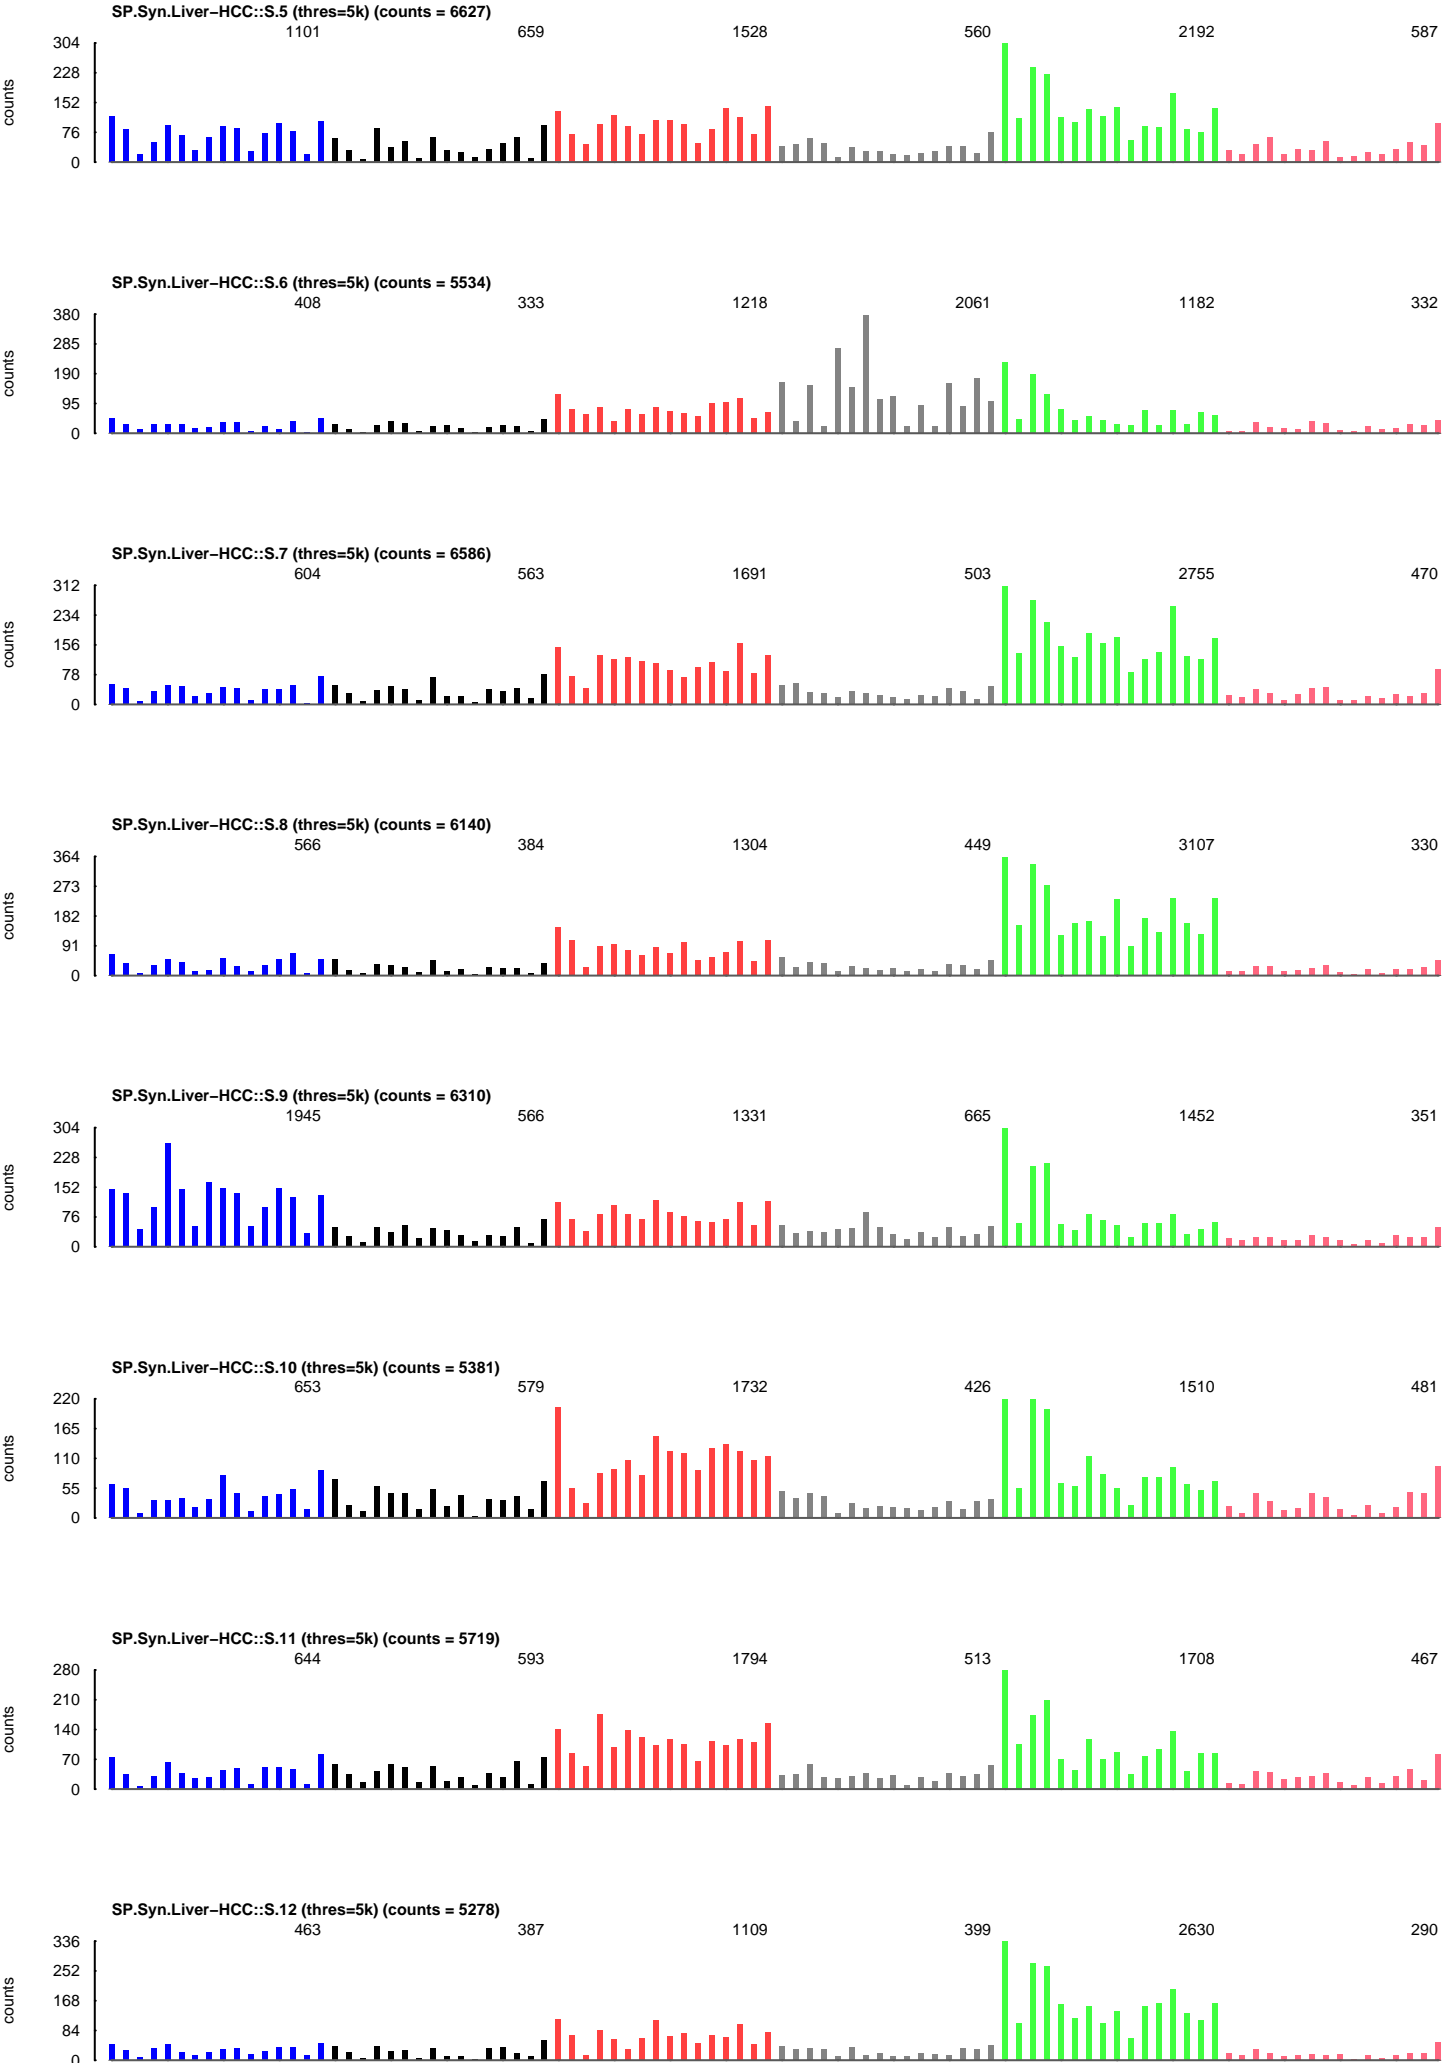 SP.Syn.Liver−HCC::S.5 (thres=5k) (counts = 6627)
1101 659 1528 560 2192 587
304
228
152
76
0
counts
SP.Syn.Liver−HCC::S.6 (thres=5k) (counts = 5534)
408 333 1218 2061 1182 332
380
285
190
95
0
counts
SP.Syn.Liver−HCC::S.7 (thres=5k) (counts = 6586)
604 563 1691 503 2755 470
312
234
156
78
0
counts
SP.Syn.Liver−HCC::S.8 (thres=5k) (counts = 6140)
566 384 1304 449 3107 330
364
273
182
91
0
counts
SP.Syn.Liver−HCC::S.9 (thres=5k) (counts = 6310)
1945 566 1331 665 1452 351
304
228
152
76
0
counts
SP.Syn.Liver−HCC::S.10 (thres=5k) (counts = 5381)
653 579 1732 426 1510 481
220
165
110
55
0
counts
SP.Syn.Liver−HCC::S.11 (thres=5k) (counts = 5719)
644 593 1794 513 1708 467
280
210
140
70
0
counts
SP.Syn.Liver−HCC::S.12 (thres=5k) (counts = 5278)
463 387 1109 399 2630 290
336
252
168
84
0
counts